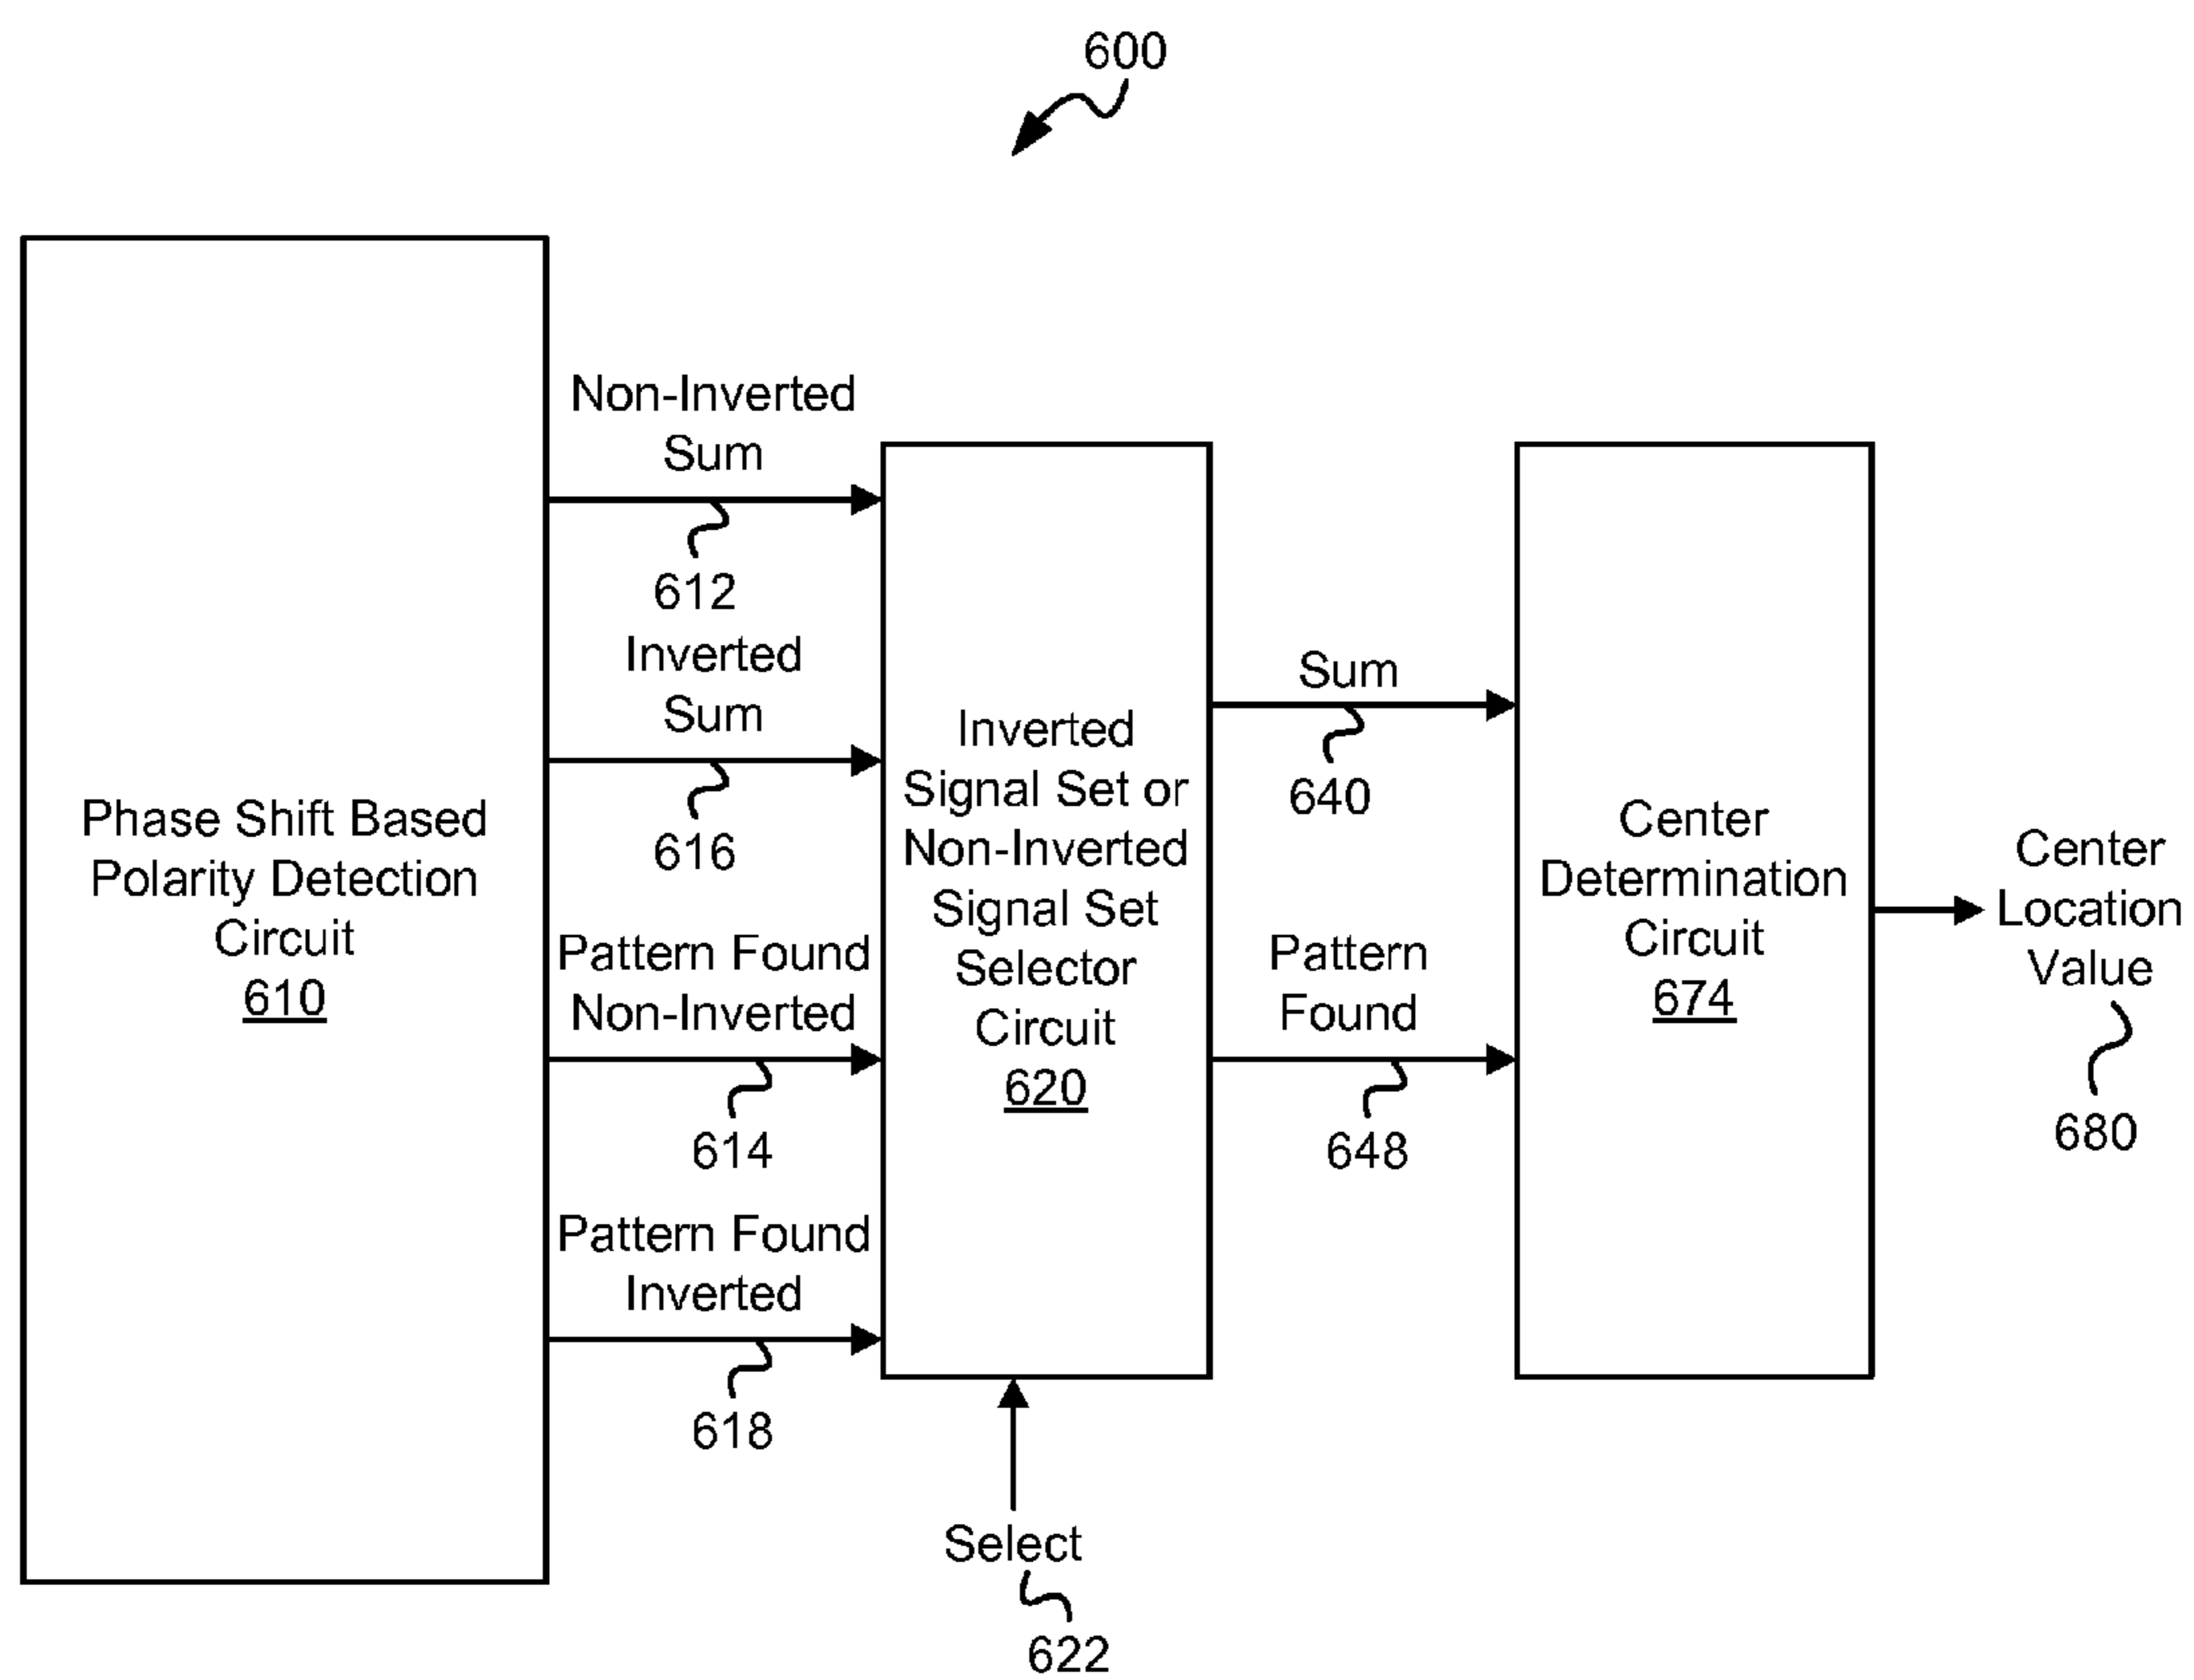 600
Non-Inverted
Sum
612
Inverted
Sum
616
Pattern Found
Non-Inverted
614
Pattern Found
Inverted
618
Phase Shift Based
Polarity Detection
Circuit
610
Inverted
Signal Set or
Non-Inverted
Signal Set
Selector
Circuit
620
Select
622
Sum
640
Pattern
Found
648
Center
Determination
Circuit
674
Center
Location
Value
680